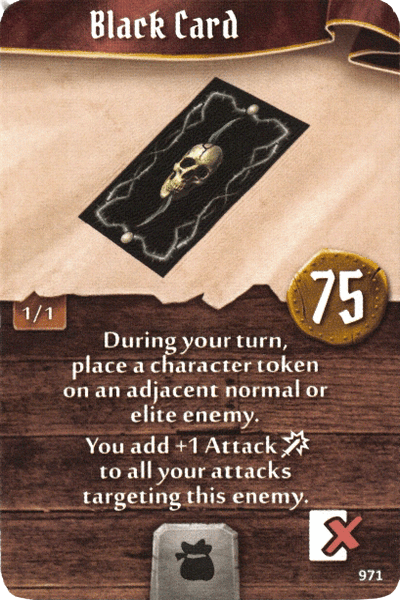 Black Card
75
1/1
During your turn,
place a character token
on an adjacent normal or
elite enemy.
You add +1 Attack
to all your attacks
targeting this enemy.
971